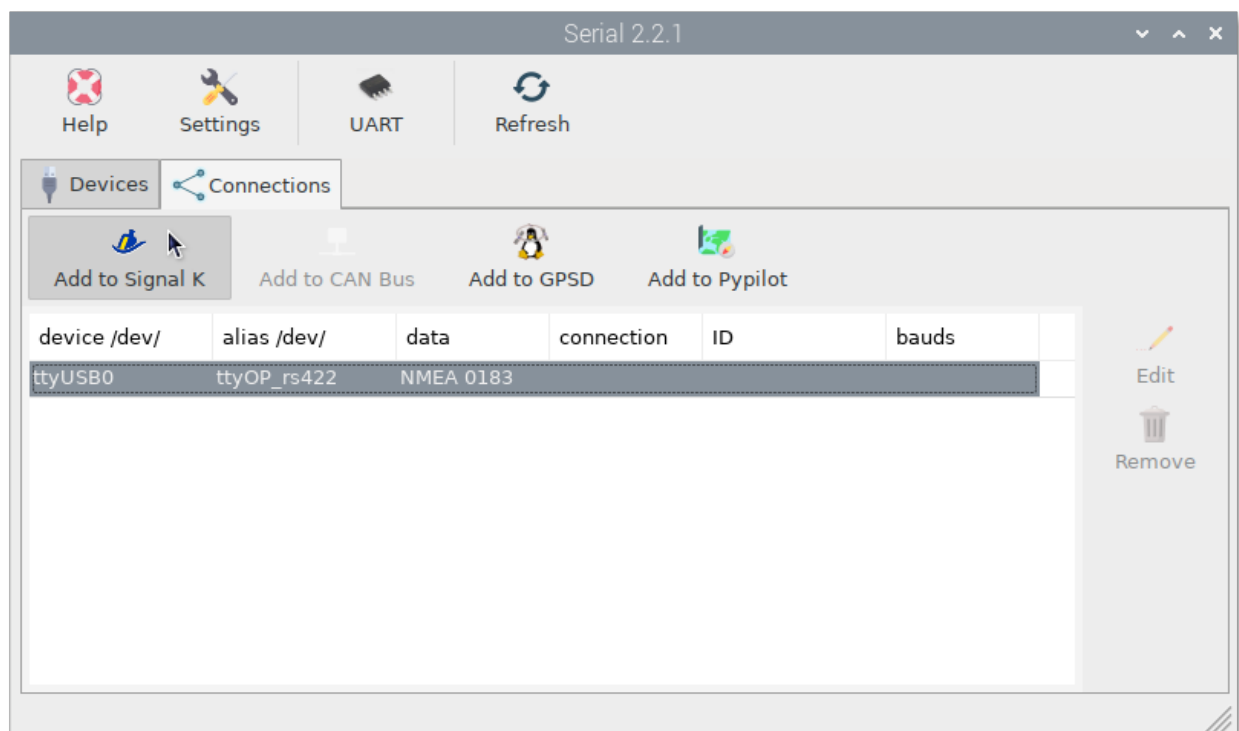 Serial 2.2.1
Help Settings UART Refresh
Devices Connections
Add to Signal K Add to CAN Bus Add to GPSD Add to Pypilot
device /dev/ alias /dev/ data connection ID bauds
ttyUSB0 ttyOP_rs422 NMEA 0183
Edit
Remove